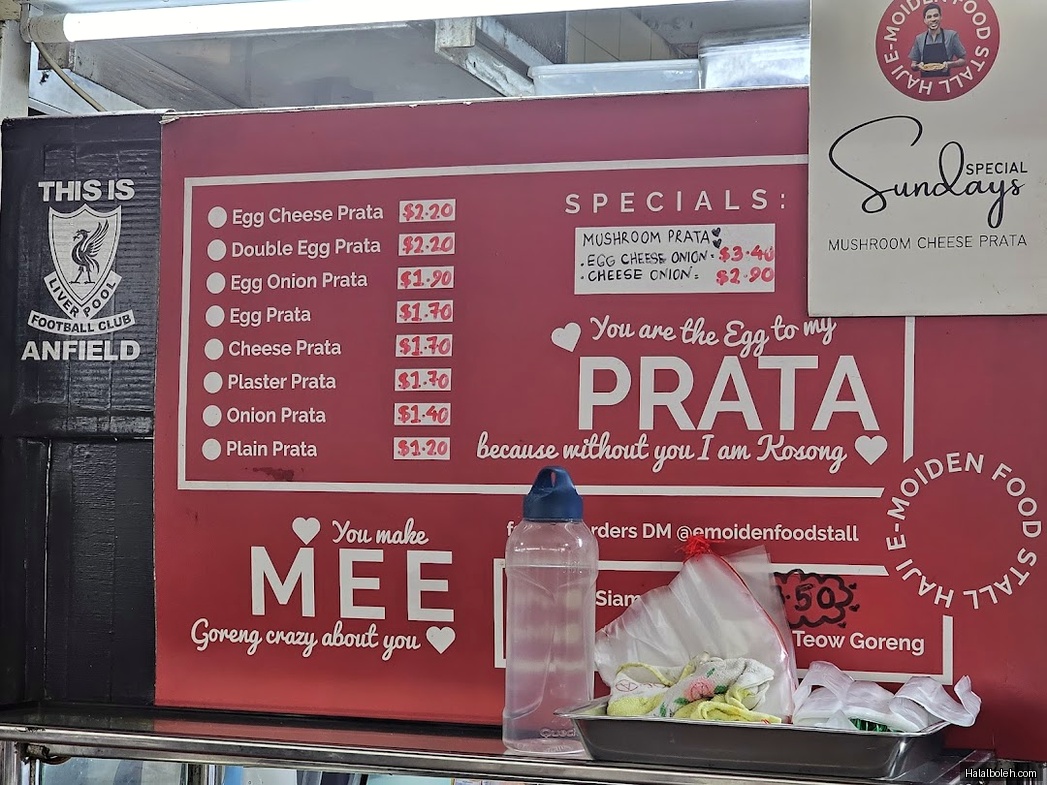 THIS IS
LIVERPOOL
FOOTBALL CLUB
ANFIELD
Egg Cheese Prata $2.20
Double Egg Prata $2.20
Egg Onion Prata $1.90
Egg Prata $1.70
Cheese Prata $1.70
Plaster Prata $1.70
Onion Prata $1.40
Plain Prata $1.20
SPECIALS:
MUSHROOM PRATA
· EGG CHEESE ONION = $3.40
· CHEESE ONION = $2.90
You are the Egg to my
PRATA
because without you I am Kosong
HAJI E-MOIDEN FOOD STALL
Sundays SPECIAL
MUSHROOM CHEESE PRATA
You make
MEE
Goreng crazy about you
DM @emoidenfoodstall
HAJI E-MOIDEN FOOD STALL
Siam
.50
Teow Goreng
Halalboleh.com